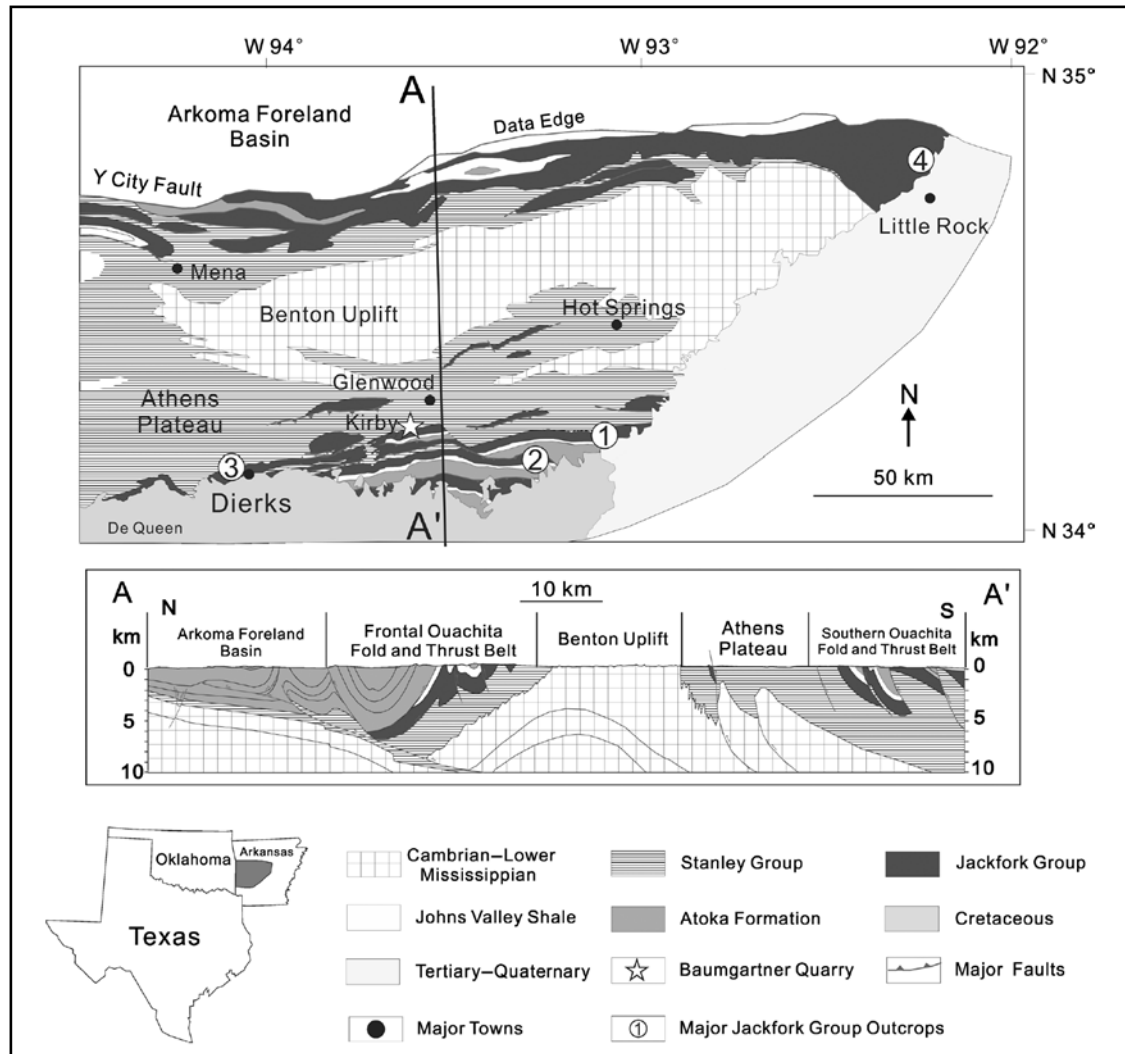 W 94°
W 93°
W 92°
N 35°
A
Arkoma Foreland
Basin
Data Edge
Y City Fault
4
Little Rock
Mena
Hot Springs
Benton Uplift
Glenwood
Athens
Plateau
Kirby
N
1
2
3
50 km
Dierks
A'
De Queen
N 34°
A
N
10 km
S
A'
km
Arkoma Foreland
Basin
Frontal Ouachita
Fold and Thrust Belt
Benton Uplift
Athens
Plateau
Southern Ouachita
Fold and Thrust Belt
km
0
0
5
5
10
10
Oklahoma
Arkansas
Texas
Cambrian–Lower
Mississippian
Stanley Group
Jackfork Group
Johns Valley Shale
Atoka Formation
Cretaceous
Tertiary–Quaternary
Baumgartner Quarry
Major Faults
Major Towns
1
Major Jackfork Group Outcrops